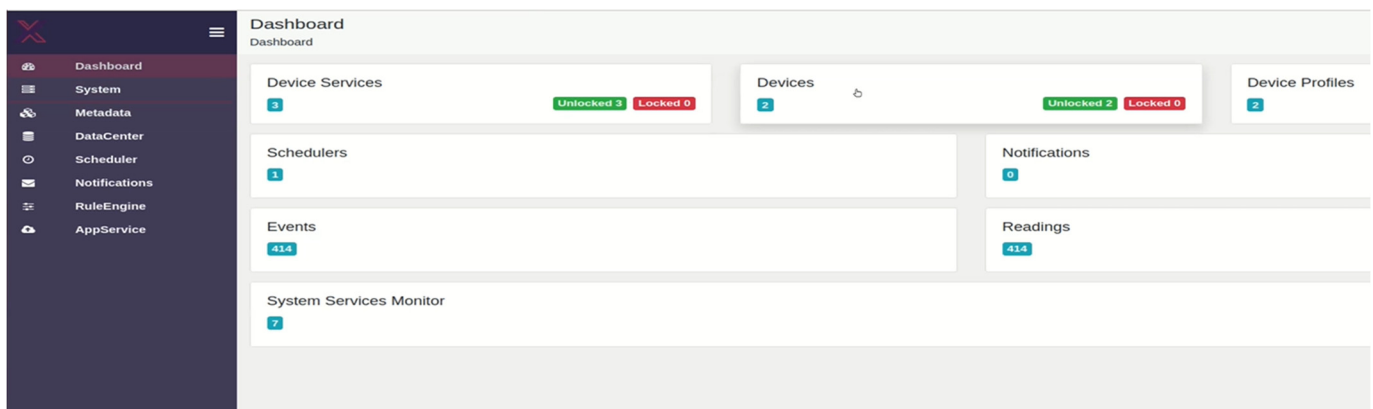 Dashboard
Dashboard
Dashboard
System
Metadata
DataCenter
Scheduler
Notifications
RuleEngine
AppService
Device Services
3
Unlocked 3 Locked 0
Devices
2
Unlocked 2 Locked 0
Device Profiles
2
Schedulers
1
Notifications
0
Events
414
Readings
414
System Services Monitor
7